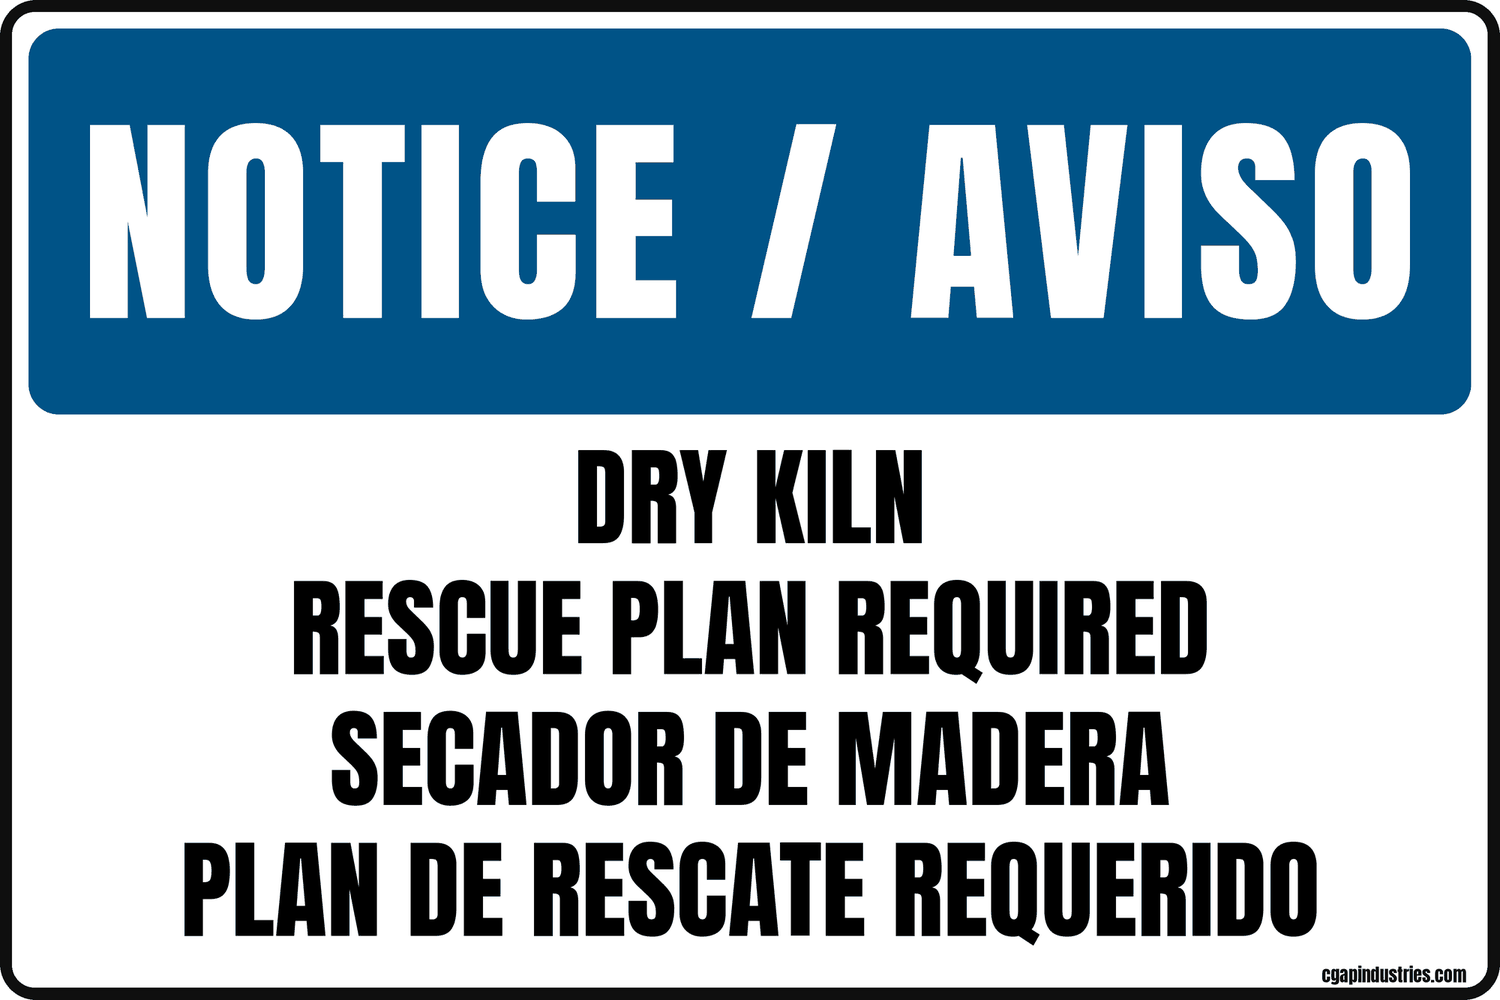 NOTICE / AVISO
DRY KILN
RESCUE PLAN REQUIRED
SECADOR DE MADERA
PLAN DE RESCATE REQUERIDO
cgapindustries.com